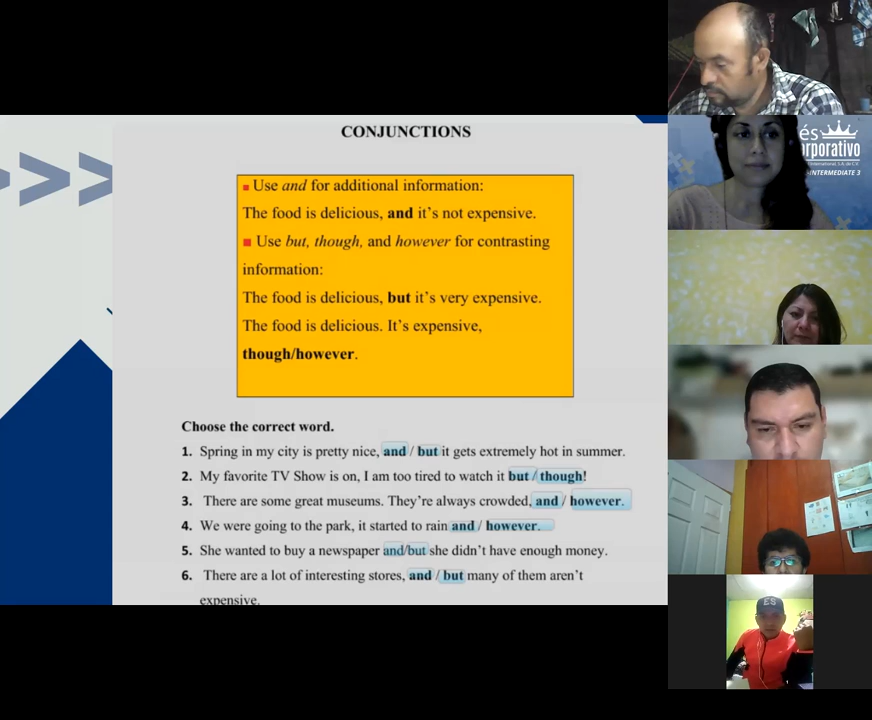 CONJUNCTIONS
▪ Use and for additional information:
The food is delicious, and it's not expensive.
■ Use but, though, and however for contrasting
information:
The food is delicious, but it's very expensive.
The food is delicious. It's expensive,
though/however.
Choose the correct word.
1. Spring in my city is pretty nice, and / but it gets extremely hot in summer.
2. My favorite TV Show is on, I am too tired to watch it but / though!
3. There are some great museums. They're always crowded, and / however.
4. We were going to the park, it started to rain and / however.
5. She wanted to buy a newspaper and/but she didn't have enough money.
6. There are a lot of interesting stores, and / but many of them aren't
expensive.
és
orporativo
INTERMEDIATE 3
ES